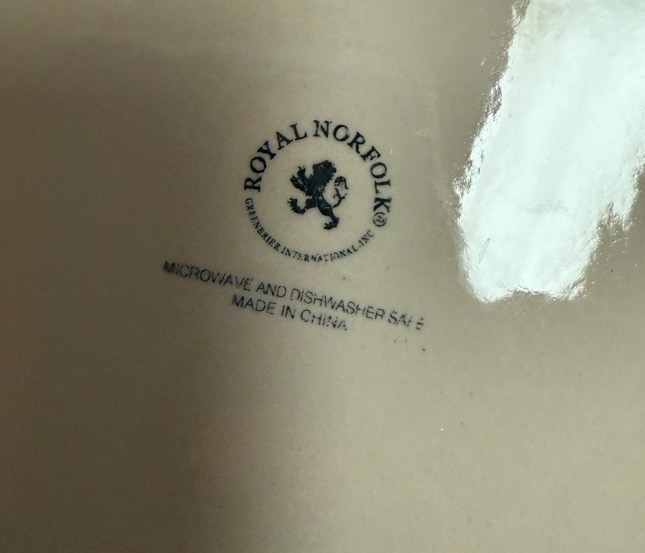 ROYAL NORFOLK®
GREENBRIER INTERNATIONAL, INC
MICROWAVE AND DISHWASHER SAFE
MADE IN CHINA